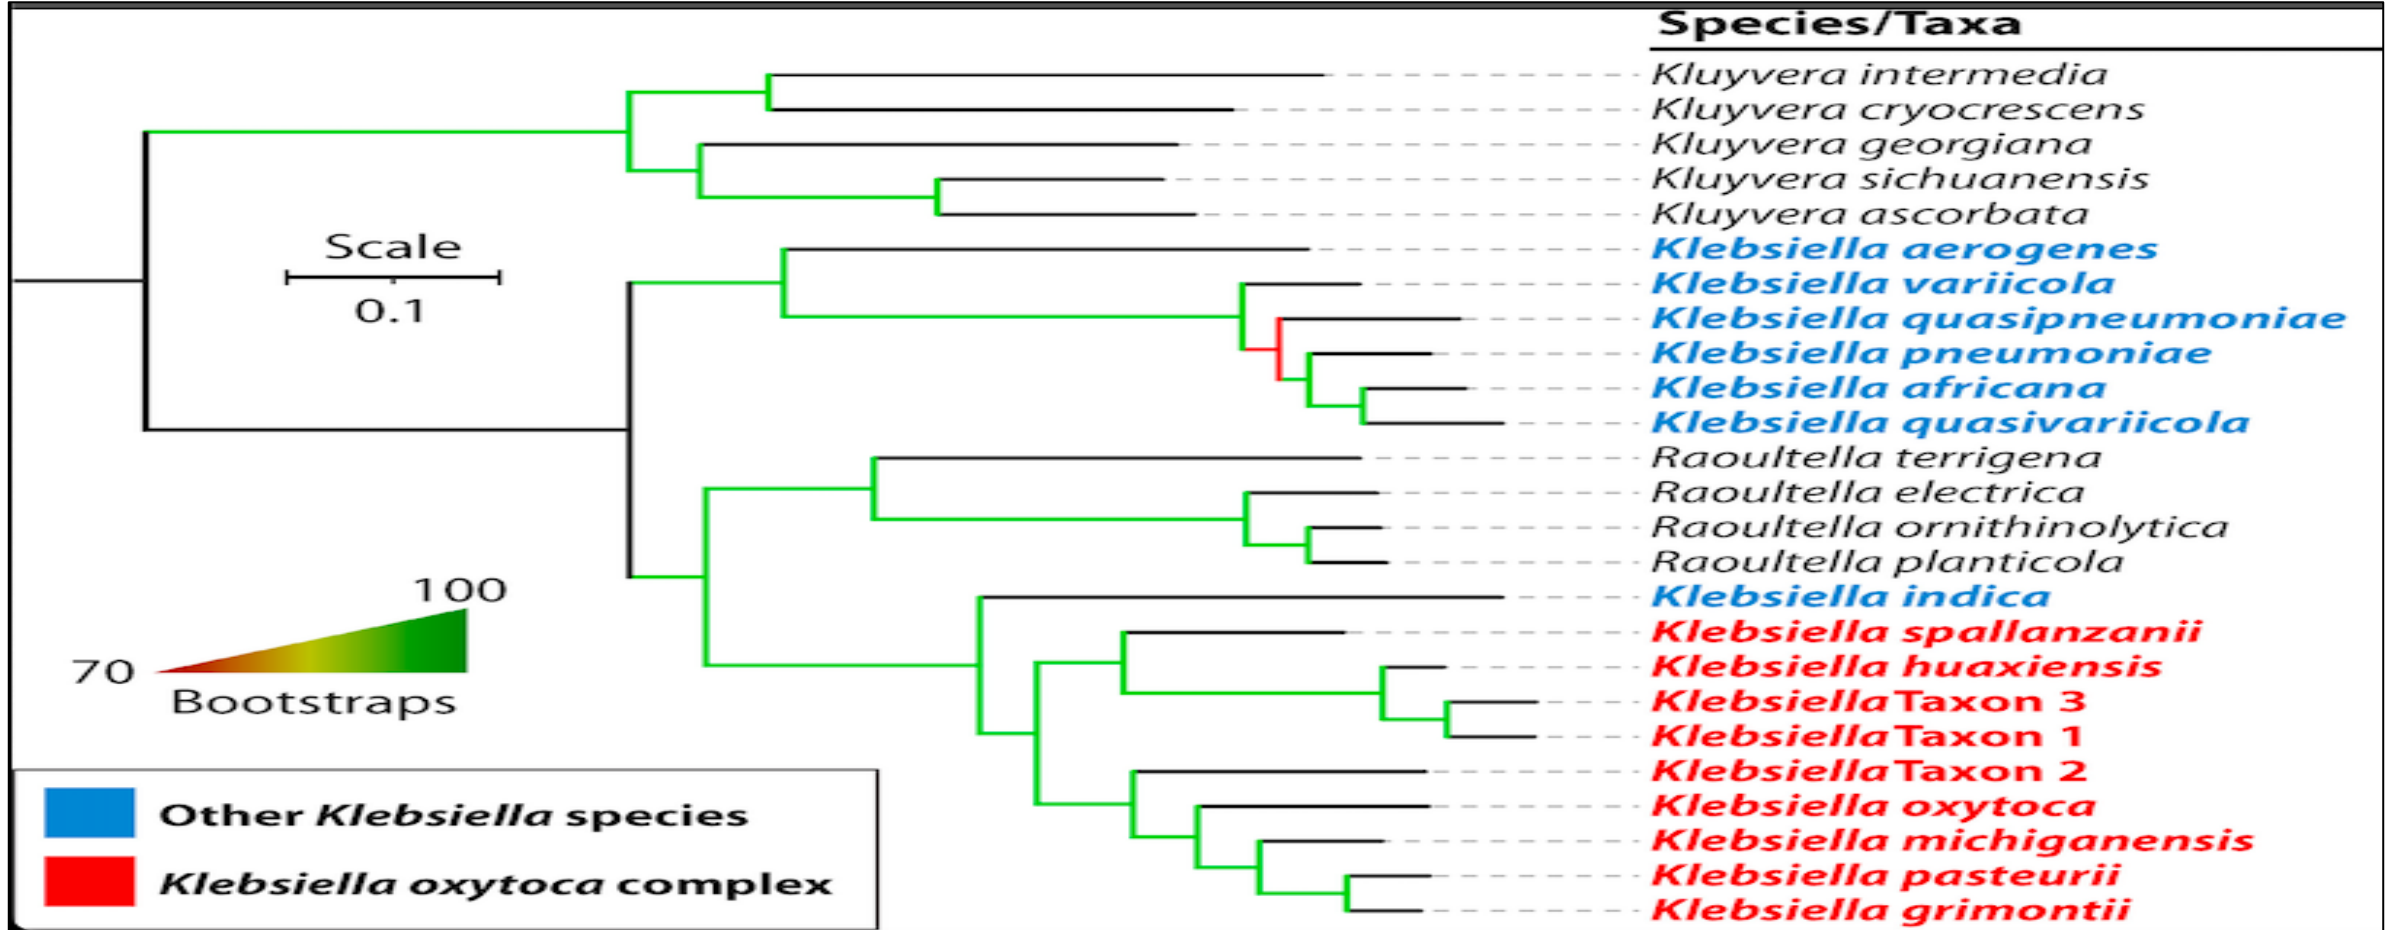 Species/Taxa
Kluyvera intermedia
Kluyvera cryocrescens
Kluyvera georgiana
Kluyvera sichuanensis
Kluyvera ascorbata
Klebsiella aerogenes
Klebsiella variicola
Klebsiella quasipneumoniae
Klebsiella pneumoniae
Klebsiella africana
Klebsiella quasivariicola
Raoultella terrigena
Raoultella electrica
Raoultella ornithinolytica
Raoultella planticola
Klebsiella indica
Klebsiella spallanzanii
Klebsiella huaxiensis
Klebsiella Taxon 3
Klebsiella Taxon 1
Klebsiella Taxon 2
Klebsiella oxytoca
Klebsiella michiganensis
Klebsiella pasteurii
Klebsiella grimontii
Scale
0.1
100
70
Bootstraps
Other Klebsiella species
Klebsiella oxytoca complex